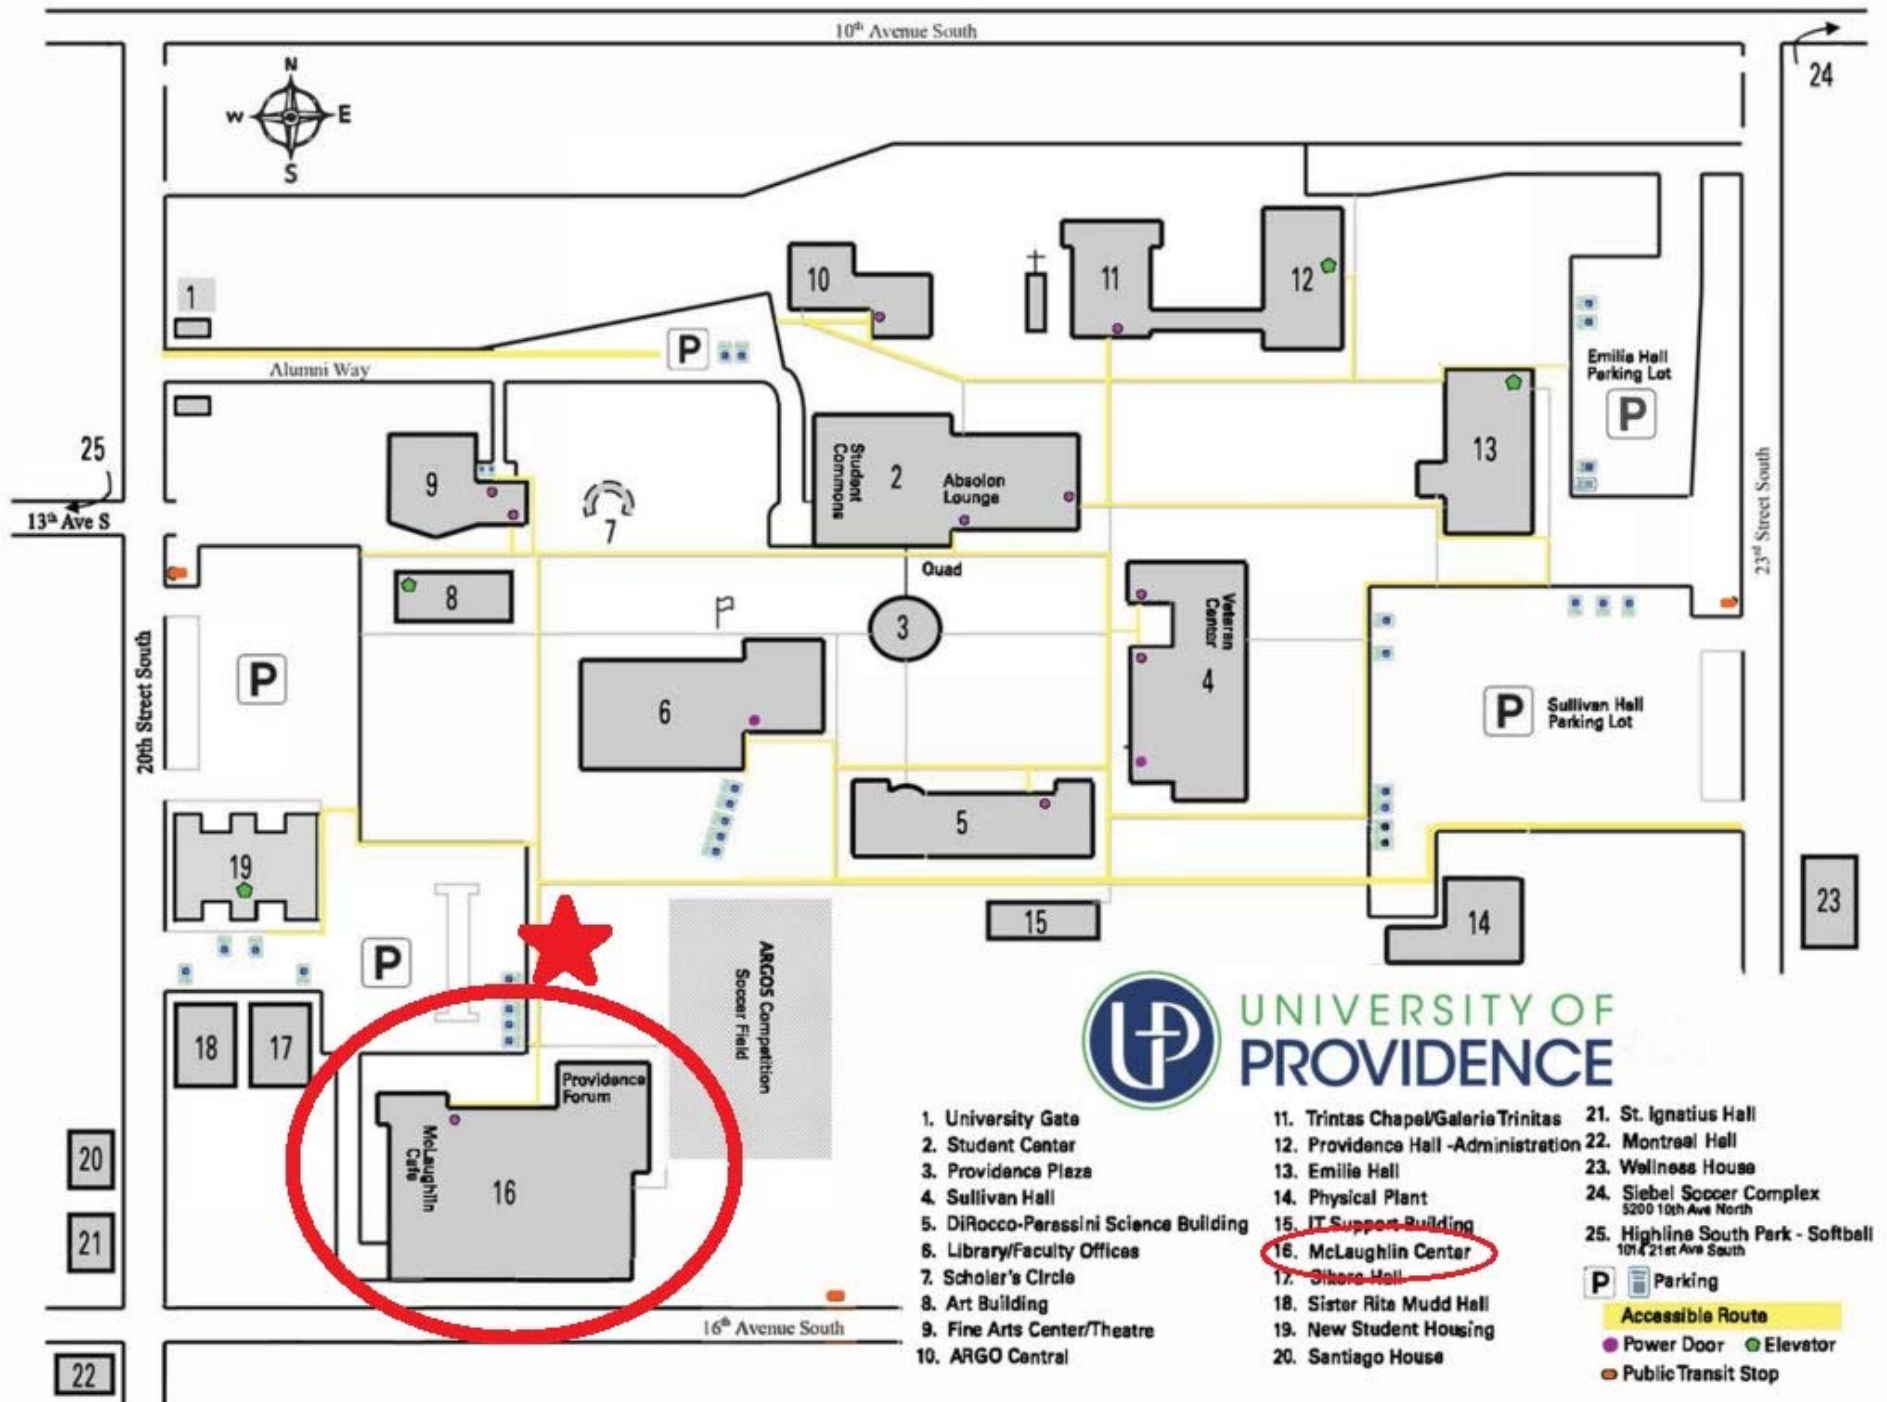 10th Avenue South
N
W E
S
24
1
10
11
12
P
Alumni Way
Emilie Hall
Parking Lot
P
25
13th Ave S
9
7
Student
Commons
2
Absolon
Lounge
13
23rd Street South
Quad
8
3
Veteran
Center
4
20th Street South
P
6
P
Sullivan Hall
Parking Lot
5
19
P
15
14
23
ARGOS Competition
Soccer Field
18
17
Providence
Forum
McLaughlin
Cafe
16
20
21
22
16th Avenue South
UP
UNIVERSITY OF
PROVIDENCE
1. University Gate
2. Student Center
3. Providence Plaza
4. Sullivan Hall
5. DiRocco-Peressini Science Building
6. Library/Faculty Offices
7. Scholer's Circle
8. Art Building
9. Fine Arts Center/Theatre
10. ARGO Central
11. Trintas Chapel/Galerie Trinitas
12. Providence Hall -Administration
13. Emilie Hall
14. Physical Plant
15. IT Support Building
16. McLaughlin Center
17. Hall
18. Sister Rita Mudd Hall
19. New Student Housing
20. Santiago House
21. St. Ignatius Hall
22. Montreal Hall
23. Wellness House
24. Siebel Soccer Complex
5200 10th Ave North
25. Highline South Park - Softball
1014 21st Ave South
P Parking
Accessible Route
Power Door Elevator
Public Transit Stop